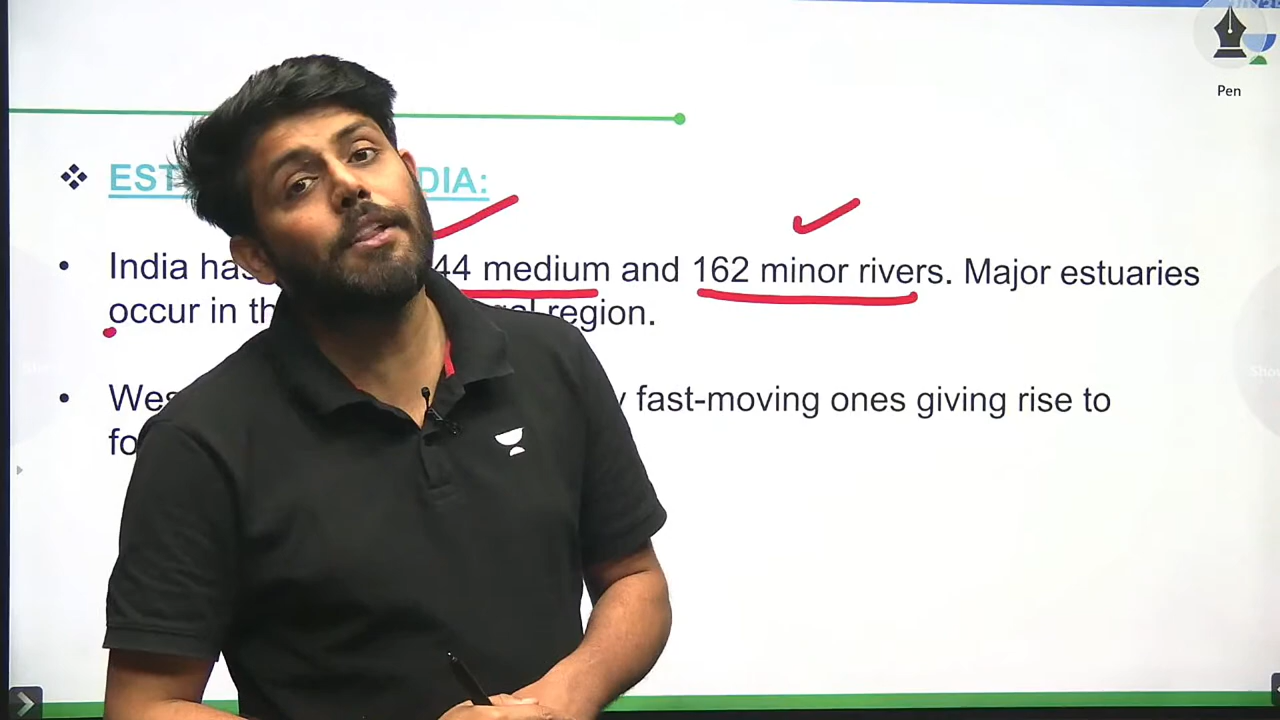 Pen
EST DIA:
India has 44 medium and 162 minor rivers. Major estuaries
occur in th gal region.
Wes y fast-moving ones giving rise to
fo